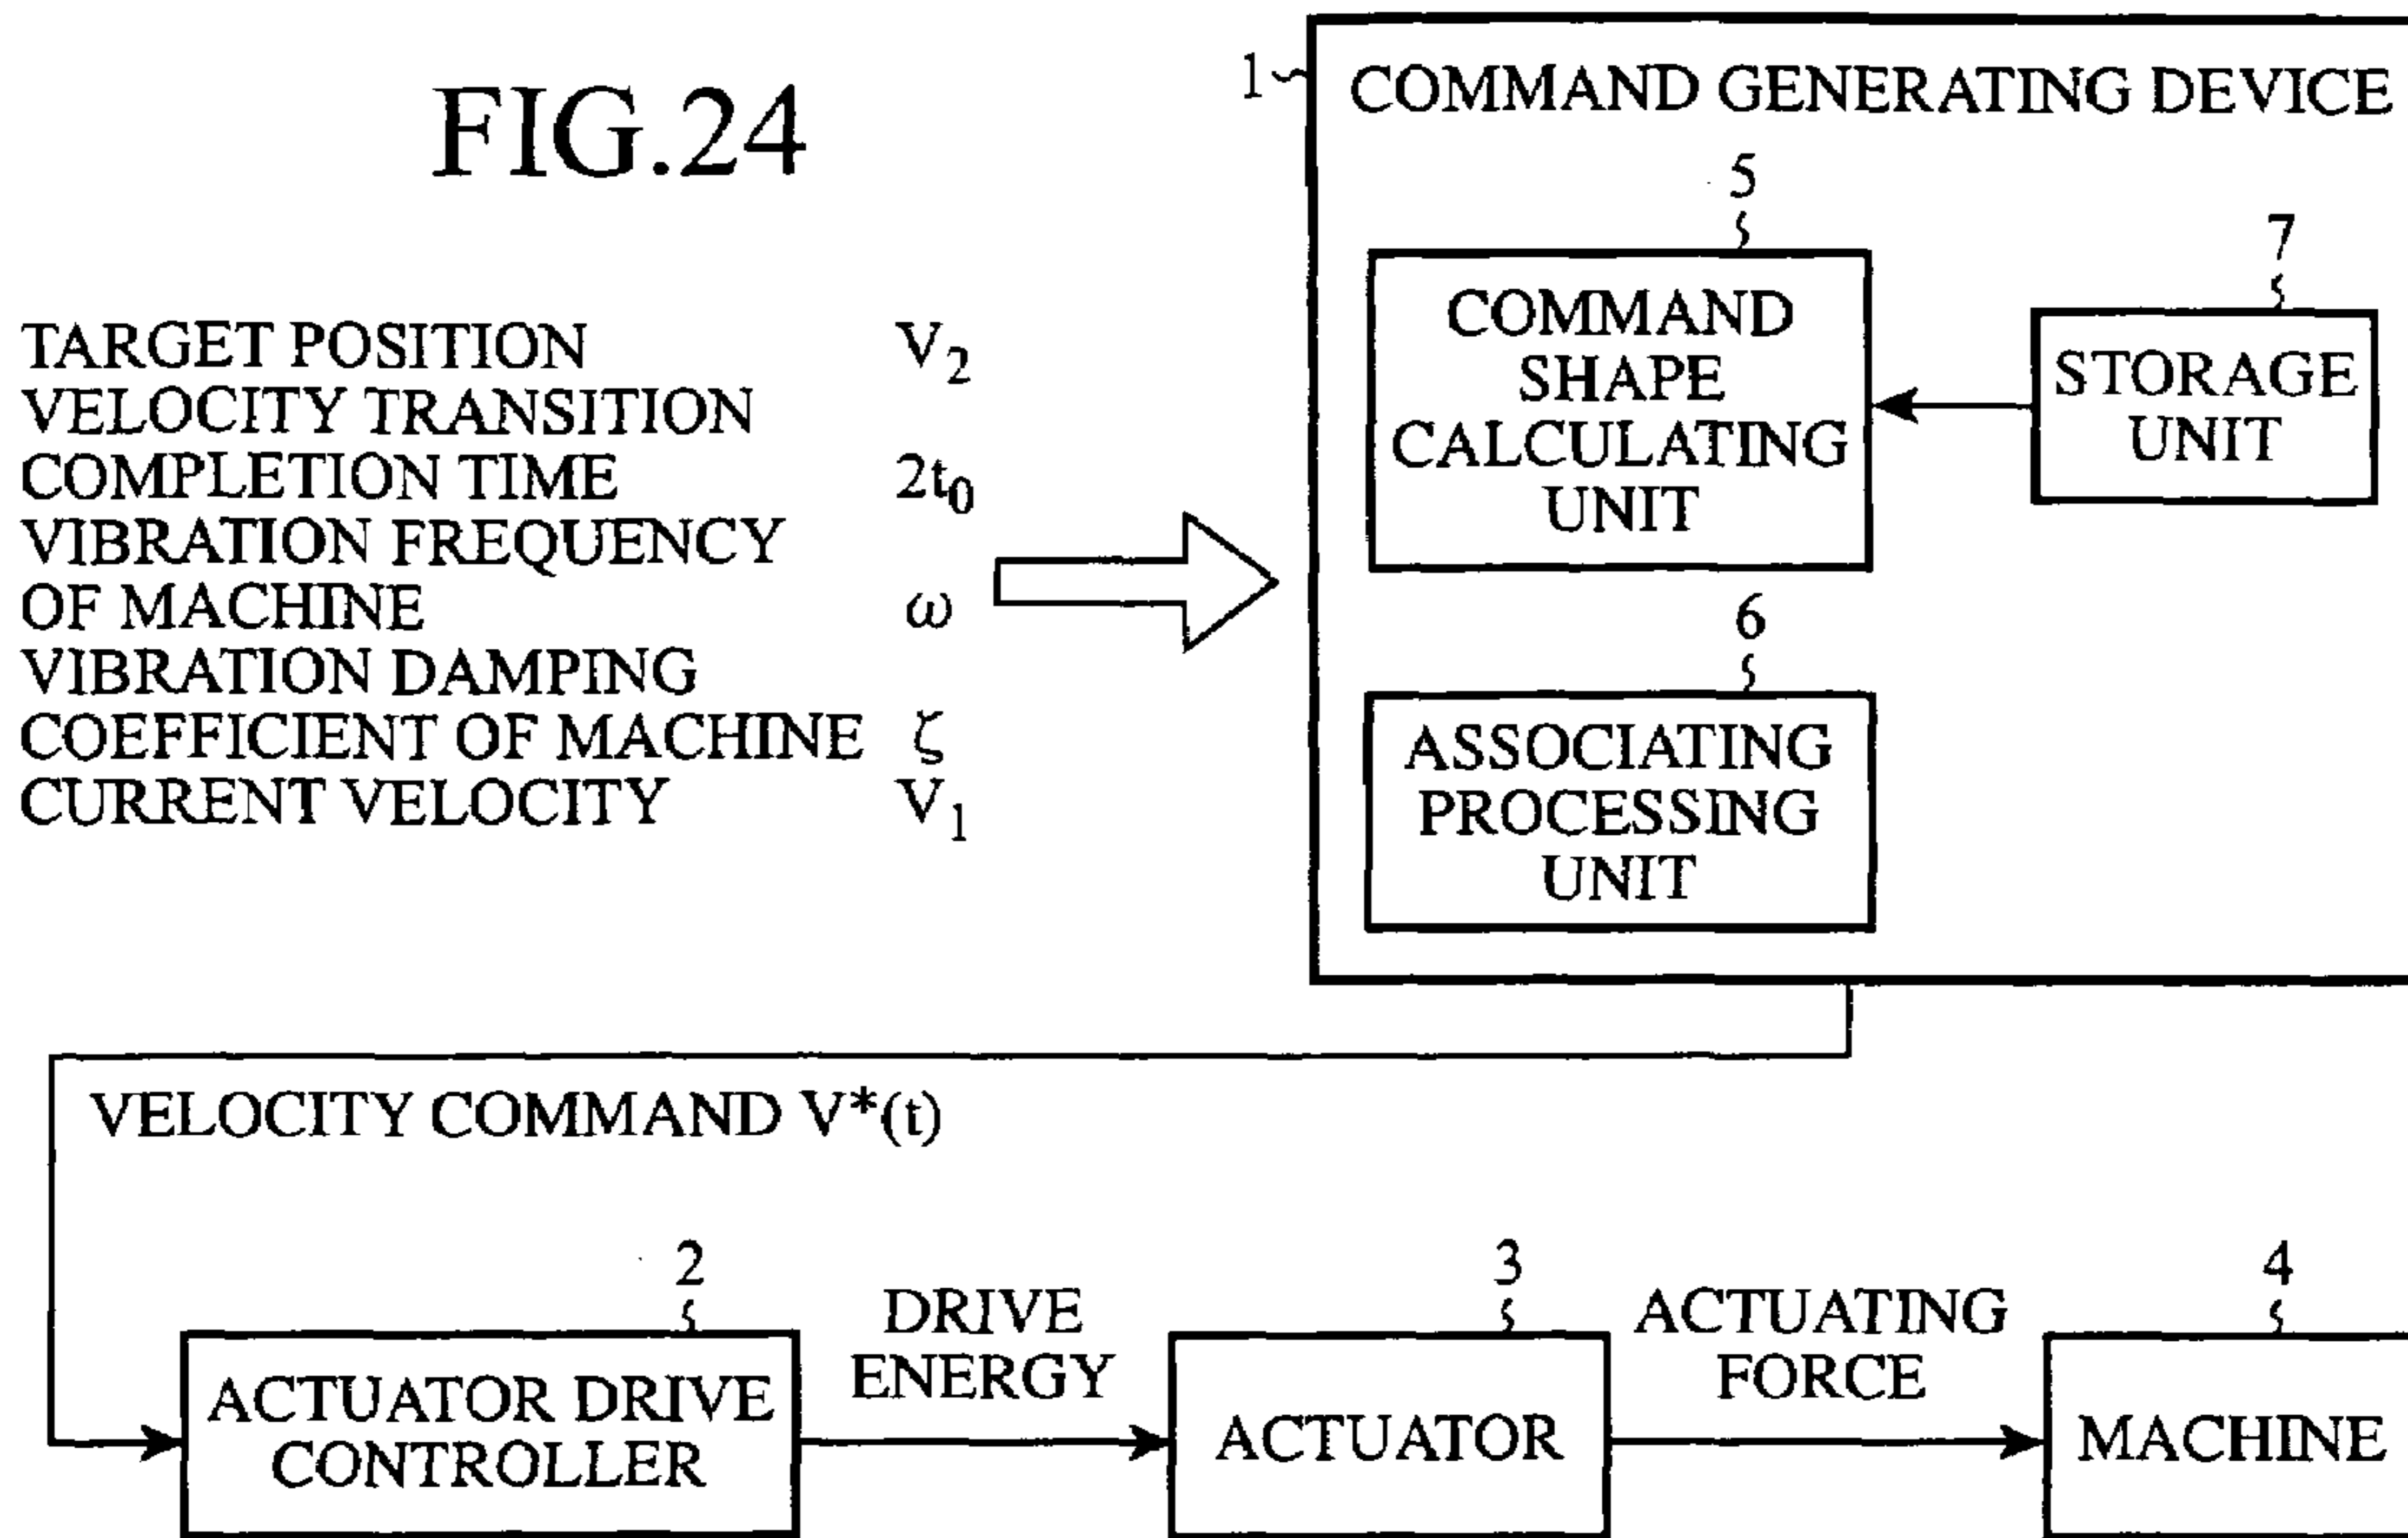 FIG.24
1
COMMAND GENERATING DEVICE
5
COMMAND
SHAPE
CALCULATING
UNIT
7
STORAGE
UNIT
6
ASSOCIATING
PROCESSING
UNIT
TARGET POSITION V₂
VELOCITY TRANSITION
COMPLETION TIME 2t₀
VIBRATION FREQUENCY
OF MACHINE ω
VIBRATION DAMPING
COEFFICIENT OF MACHINE ζ
CURRENT VELOCITY V₁
VELOCITY COMMAND V*(t)
2
ACTUATOR DRIVE
CONTROLLER
DRIVE
ENERGY
3
ACTUATOR
ACTUATING
FORCE
4
MACHINE